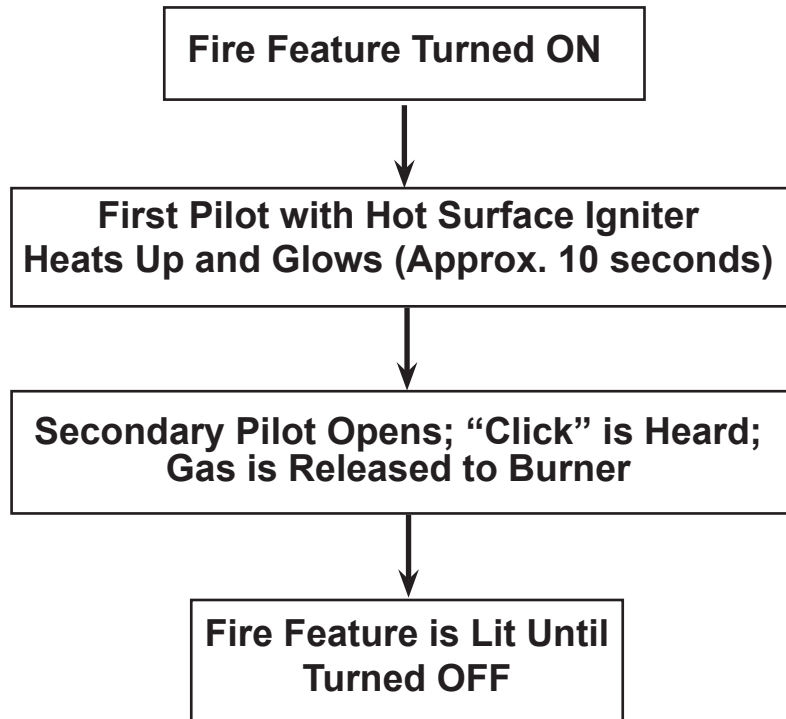 Fire Feature Turned ON
First Pilot with Hot Surface Igniter
Heats Up and Glows (Approx. 10 seconds)
Secondary Pilot Opens; “Click” is Heard;
Gas is Released to Burner
Fire Feature is Lit Until
Turned OFF